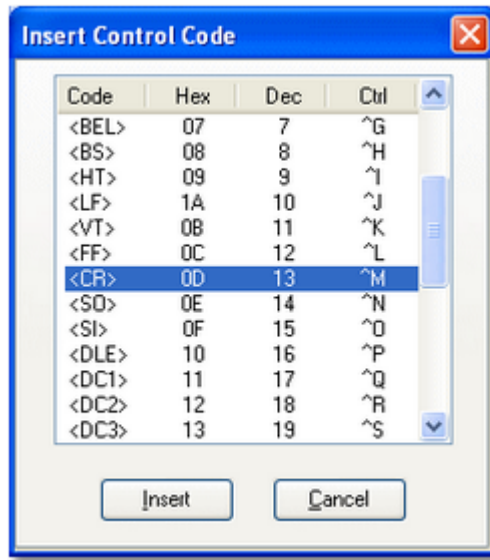 Insert Control Code
Code Hex Dec Ctrl
<BEL> 07 7 ^G
<BS> 08 8 ^H
<HT> 09 9 ^I
<LF> 1A 10 ^J
<VT> 0B 11 ^K
<FF> 0C 12 ^L
<CR> 0D 13 ^M
<SO> 0E 14 ^N
<SI> 0F 15 ^O
<DLE> 10 16 ^P
<DC1> 11 17 ^Q
<DC2> 12 18 ^R
<DC3> 13 19 ^S
Insert Cancel